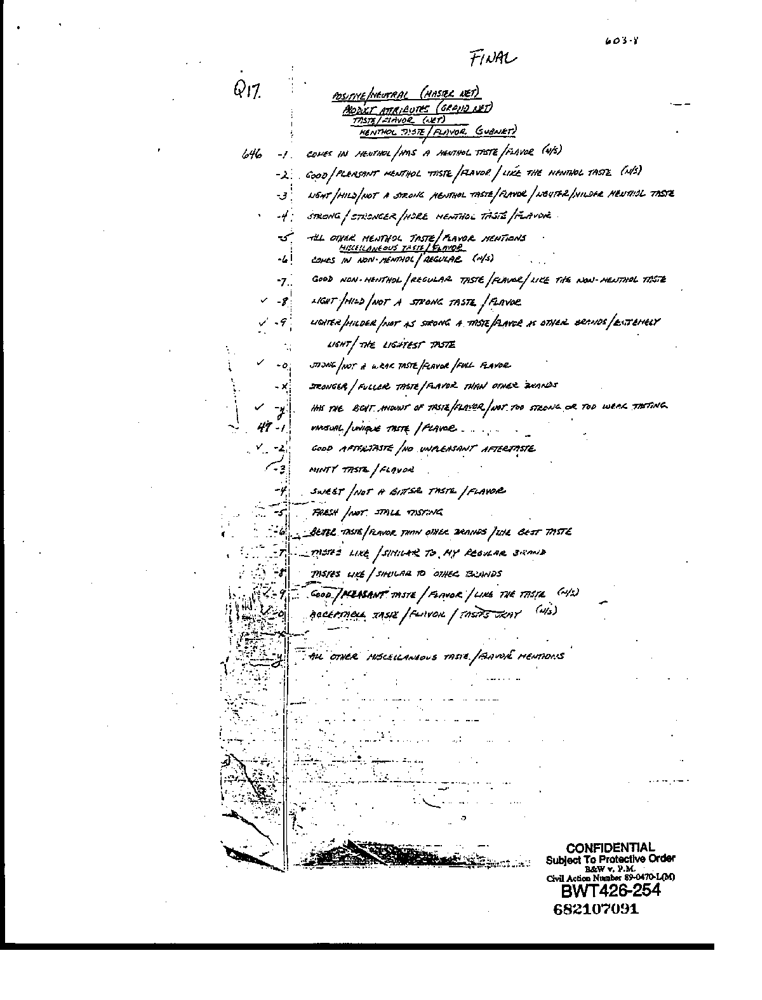 603-8
FINAL
Q17.
POSITIVE/NEUTRAL (MASTER NET)
PRODUCT ATTRIBUTES (GRAND NET)
TASTE/FLAVOR (NET)
MENTHOL TASTE/FLAVOR (SUBNET)
646 -1 COMES IN MENTHOL/HAS A MENTHOL TASTE/FLAVOR (N/S)
-2 GOOD/PLEASANT MENTHOL TASTE/FLAVOR/LIKE THE MENTHOL TASTE (N/S)
-3 LIGHT/MILD/NOT A STRONG MENTHOL TASTE/FLAVOR/LIGHTER/MILDER MENTHOL TASTE
-4 STRONG/STRONGER/MORE MENTHOL TASTE/FLAVOR
-5 ALL OTHER MENTHOL TASTE/FLAVOR MENTIONS
MISCELLANEOUS TASTE/FLAVOR
-6 COMES IN NON-MENTHOL/REGULAR (N/S)
-7 GOOD NON-MENTHOL/REGULAR TASTE/FLAVOR/LIKE THE NON-MENTHOL TASTE
✓ -8 LIGHT/MILD/NOT A STRONG TASTE/FLAVOR
✓ -9 LIGHTER/MILDER/NOT AS STRONG A TASTE/FLAVOR AS OTHER BRANDS/EXTEMELY
LIGHT/THE LIGHTEST TASTE
✓ -0 STRONG/NOT A WEAK TASTE/FLAVOR/FULL FLAVOR
-X STRONGER/FULLER TASTE/FLAVOR THAN OTHER BRANDS
✓ -y HAS THE RGHT. AMOUNT OF TASTE/FLAVOR/NOT TOO STRONG OR TOO WEAK TASTING
47 -1 UNUSUAL/UNIQUE TASTE/FLAVOR
✓ -2 GOOD AFTERTASTE/NO UNPLEASANT AFTERTASTE
-3 MINTY TASTE/FLAVOR
-4 SWEET/NOT A BITTER TASTE/FLAVOR
-5 FRESH/NOT STALE TASTING
-6 BETTER TASTE/FLAVOR THAN OTHER BRANDS/THE BEST TASTE
-7 TASTES LIKE/SIMILAR TO MY REGULAR BRAND
-8 TASTES LIKE/SIMILAR TO OTHER BRANDS
✓ -9 GOOD/PLEASANT TASTE/FLAVOR/LIKE THE TASTE (N/S)
✓ -0 ACCEPTABLE TASTE/FLAVOR/TASTES OKAY (N/S)
-x
-y ALL OTHER MISCELLANEOUS TASTE/FLAVOR MENTIONS
CONFIDENTIAL
Subject To Protective Order
B&W v. P.M.
Civil Action Number 89-0470-L(M)
BWT426-254
682107091